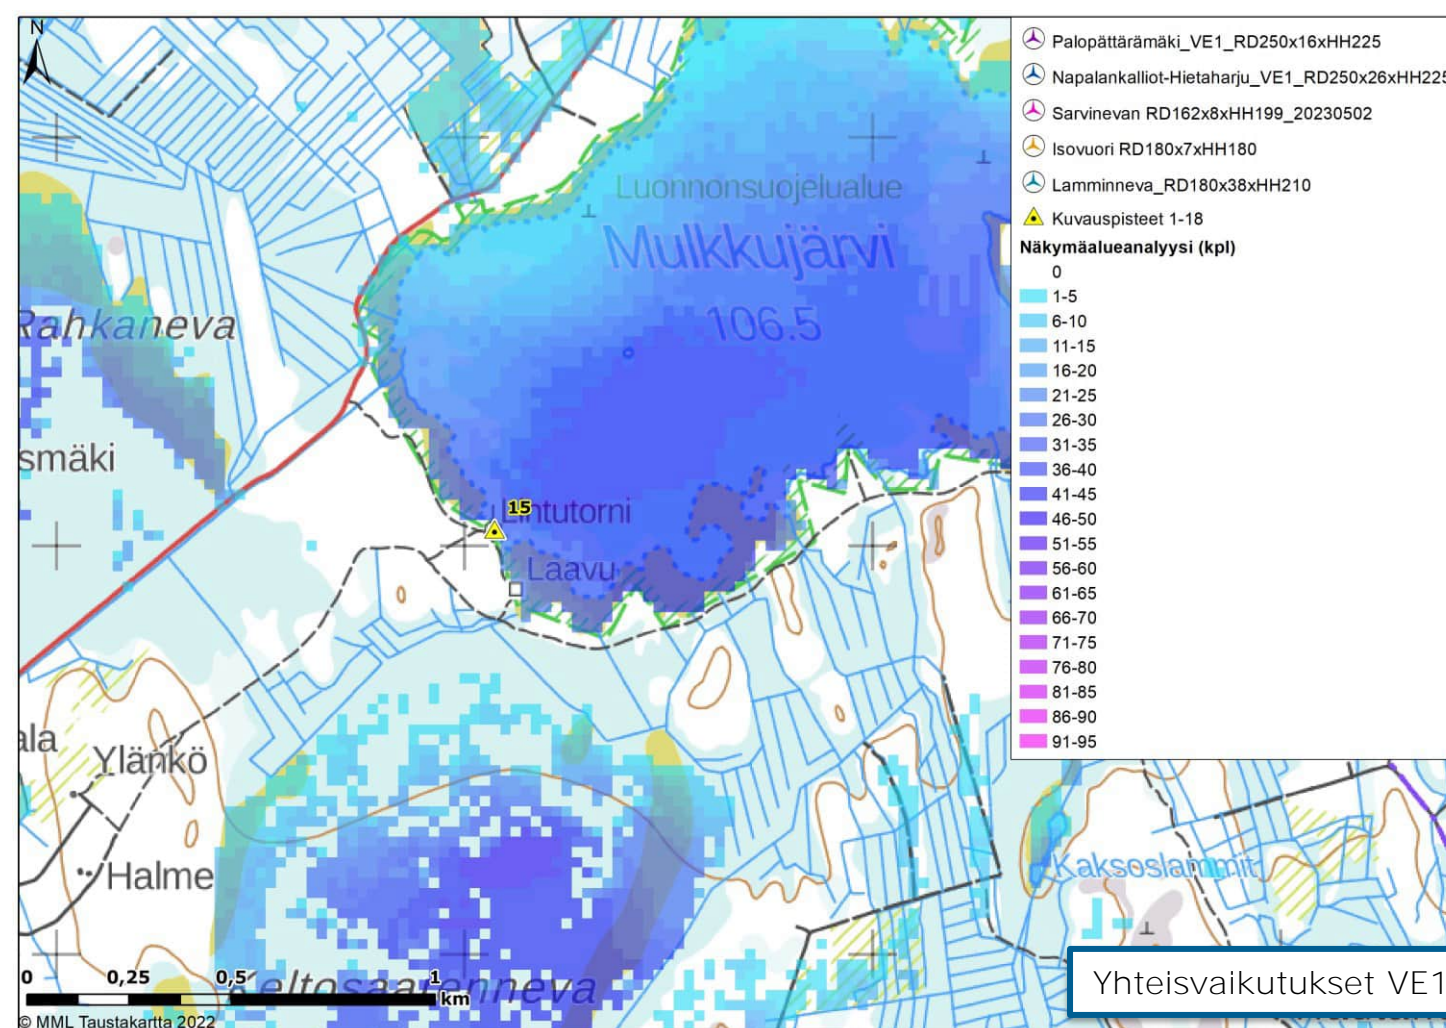 N
Palopättärämäki_VE1_RD250x16xHH225
Napalankalliot-Hietaharju_VE1_RD250x26xHH225
Sarvinevan RD162x8xHH199_20230502
Isovuori RD180x7xHH180
Lamminneva_RD180x38xHH210
Kuvauspisteet 1-18
Näkymäalueanalyysi (kpl)
0
1-5
6-10
11-15
16-20
21-25
26-30
31-35
36-40
41-45
46-50
51-55
56-60
61-65
66-70
71-75
76-80
81-85
86-90
91-95
Luonnonsuojelualue
Mulkkujärvi
106.5
Rahkaneva
smäki
15
Lintutorni
Laavu
ala
Ylänkö
Halme
Kaksoslammit
0 0,25 0,5 1
km
© MML Taustakartta 2022
Yhteisvaikutukset VE1